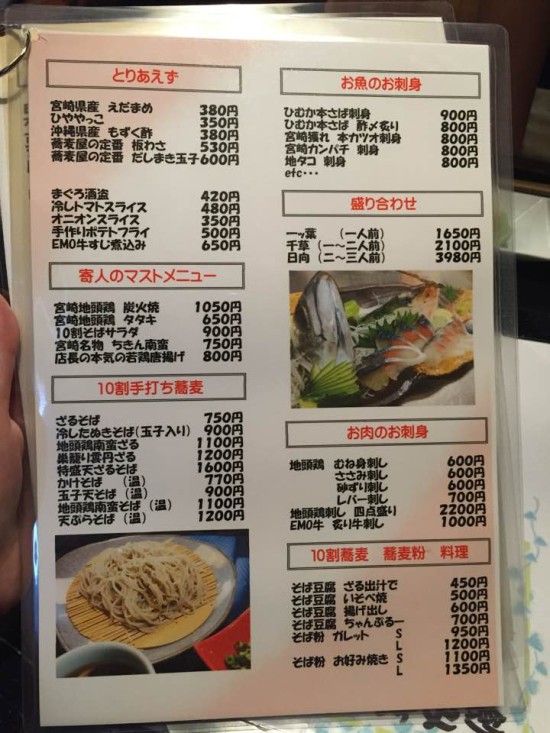 とりあえず
宮崎県産 えだまめ 380円
ひややっこ 350円
沖縄県産 もずく酢 380円
蕎麦屋の定番 板わさ 530円
蕎麦屋の定番 だしまき玉子 600円
まぐろ酒盗 420円
冷しトマトスライス 480円
オニオンスライス 350円
手作りポテトフライ 500円
EMO牛すじ煮込み 650円
寄人のマストメニュー
宮崎地頭鶏 炭火焼 1050円
宮崎地頭鶏 タタキ 650円
10割そばサラダ 900円
宮崎名物 ちきん南蛮 750円
店長の本気の若鶏唐揚げ 800円
10割手打ち蕎麦
ざるそば 750円
冷したぬきそば(玉子入り) 900円
地頭鶏南蛮ざる 1100円
巣籠り雲丹ざる 1200円
特盛天ざるそば 1600円
かけそば (温) 770円
玉子天そば (温) 900円
地頭鶏南蛮そば (温) 1100円
天ぷらそば (温) 1200円
お魚のお刺身
ひむか本さば刺身 900円
ひむか本さば 酢〆炙り 800円
宮崎獲れ 本カツオ刺身 800円
宮崎カンパチ 刺身 800円
地タコ 刺身 800円
etc・・・
盛り合わせ
一ッ葉 (一人前) 1650円
千草 (一～二人前) 2100円
日向 (二～三人前) 3980円
お肉のお刺身
地頭鶏 むね身刺し 600円
ささみ刺し 600円
砂ずり刺し 600円
レバー刺し 700円
地頭鶏刺し 四点盛り 2200円
EMO牛 炙り牛刺し 1000円
10割蕎麦 蕎麦粉 料理
そば豆腐 ざる出汁で 450円
そば豆腐 いそべ焼 500円
そば豆腐 揚げ出し 600円
そば豆腐 ちゃんぷるー 700円
そば粉 ガレット S 950円
L 1200円
そば粉 お好み焼き S 1100円
L 1350円